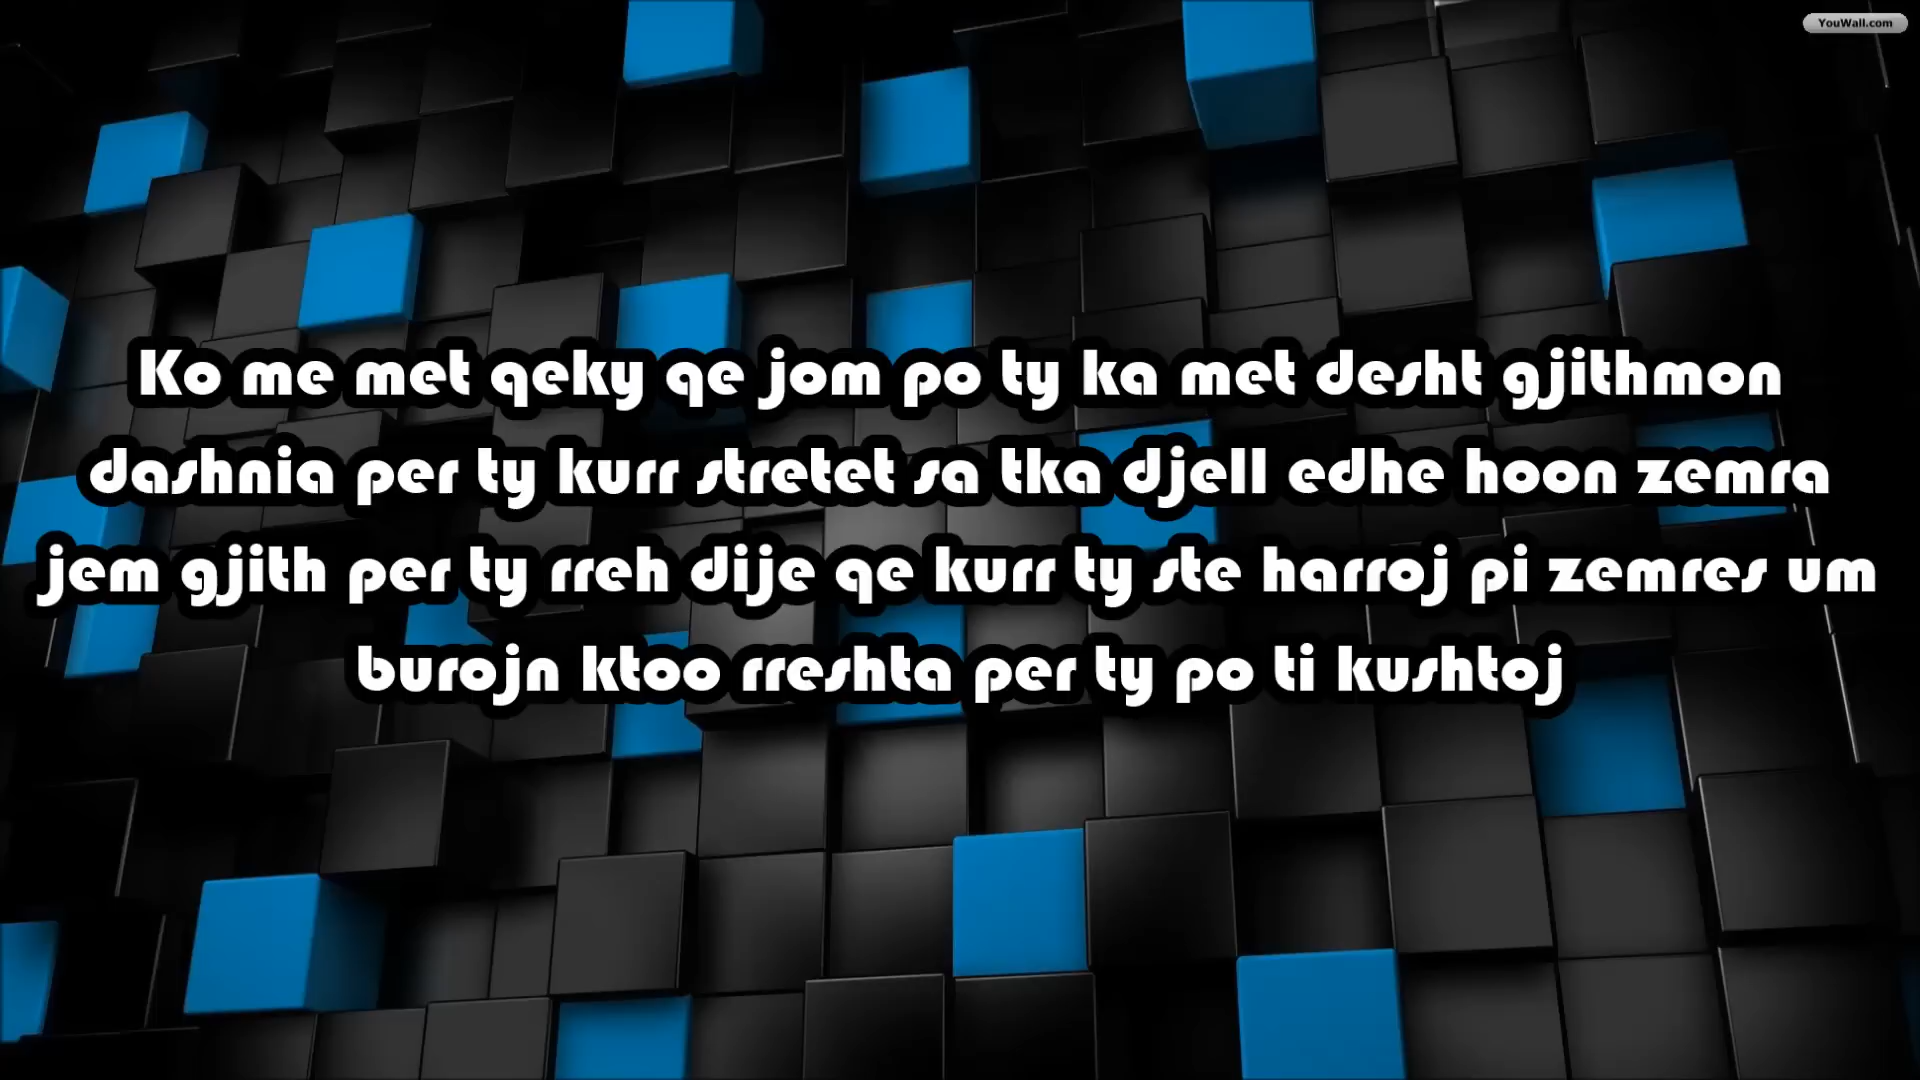 YouWall.com
Ko me met qeky qe jom po ty ka met desht gjithmon
dashnia per ty kurr stretet sa tka djell edhe hoon zemra
jem gjith per ty rreh dije qe kurr ty ste harroj pi zemres um
burojn ktoo rreshta per ty po ti kushtoj